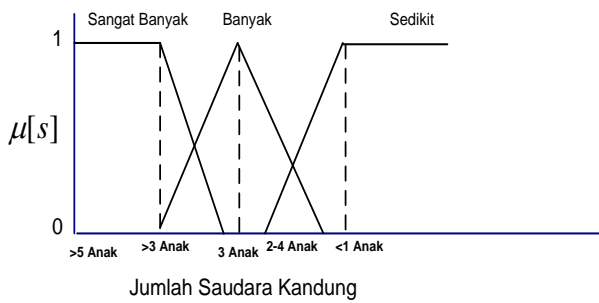 Sangat Banyak Banyak Sedikit
1
μ[s]
0
>5 Anak >3 Anak 3 Anak 2-4 Anak <1 Anak
Jumlah Saudara Kandung